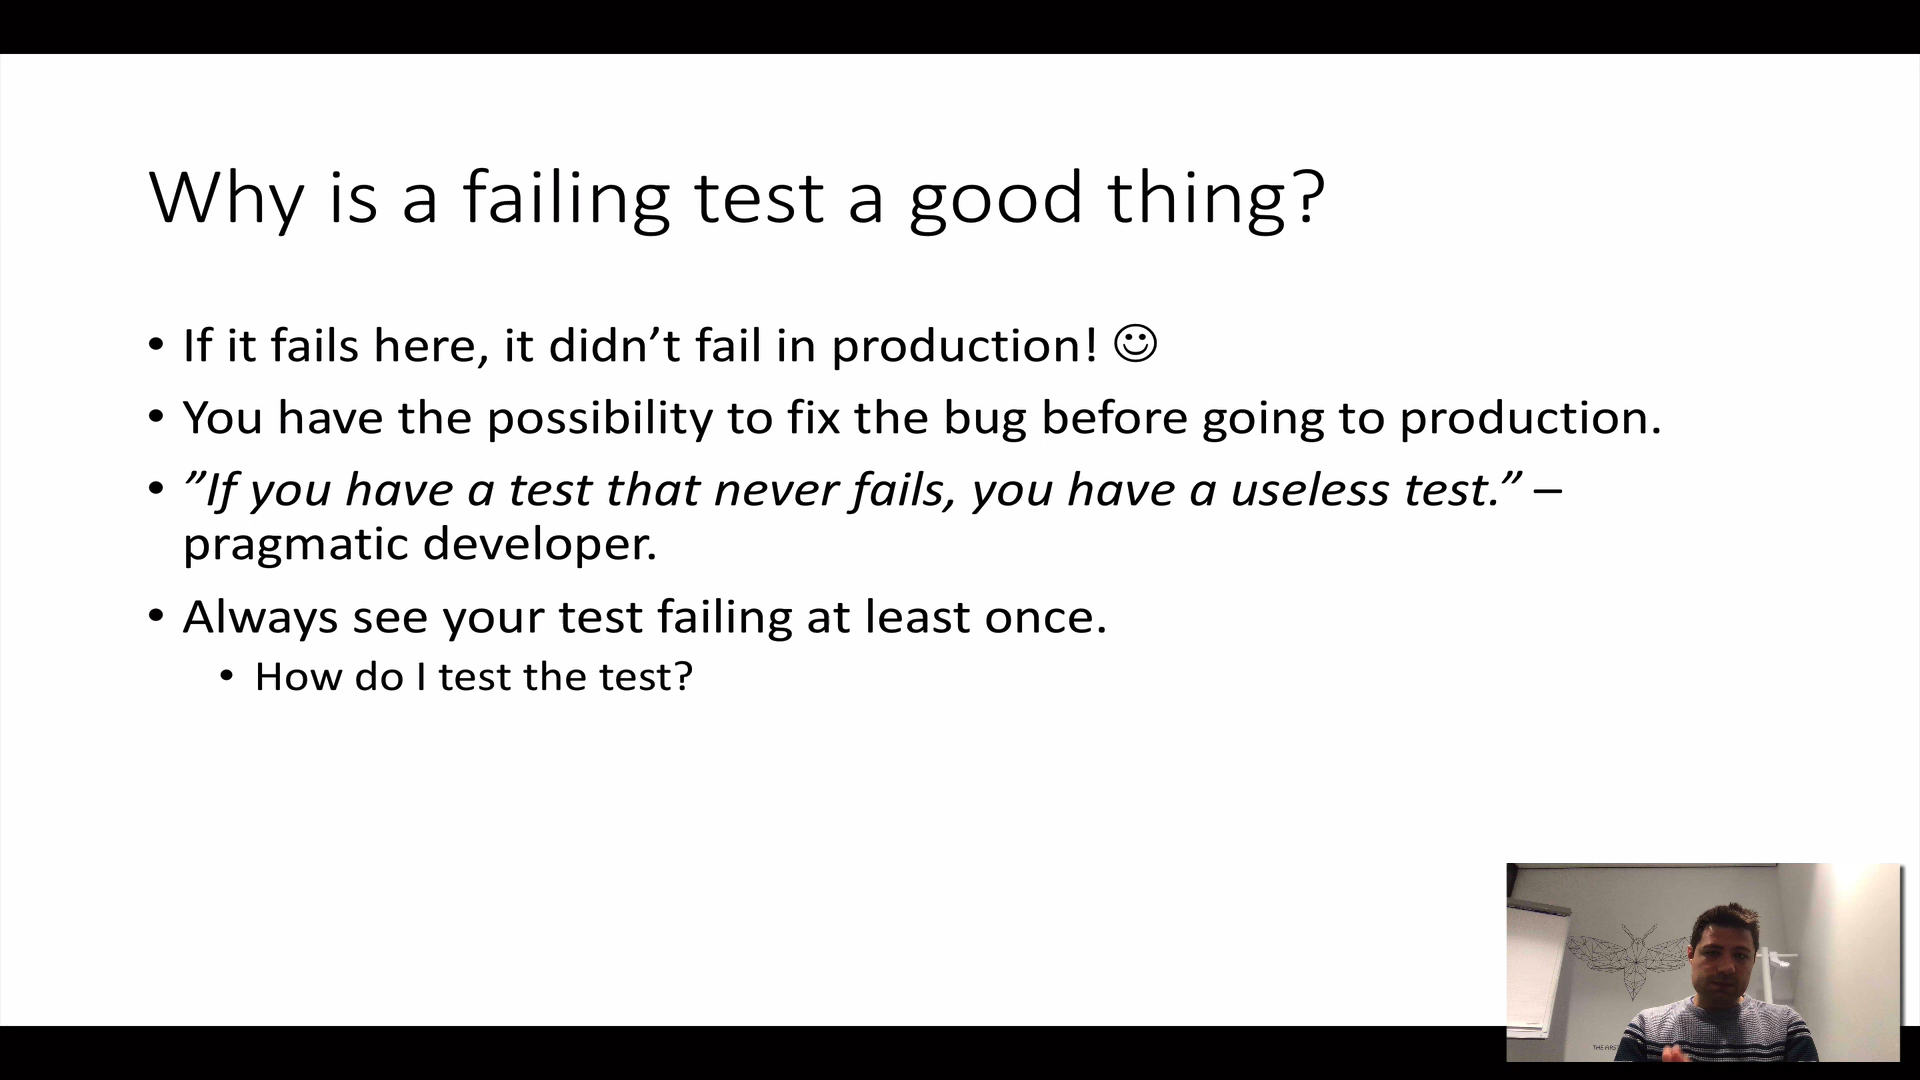 Why is a failing test a good thing?
• If it fails here, it didn’t fail in production! ☺
• You have the possibility to fix the bug before going to production.
• ”If you have a test that never fails, you have a useless test.” –
pragmatic developer.
• Always see your test failing at least once.
• How do I test the test?
THE